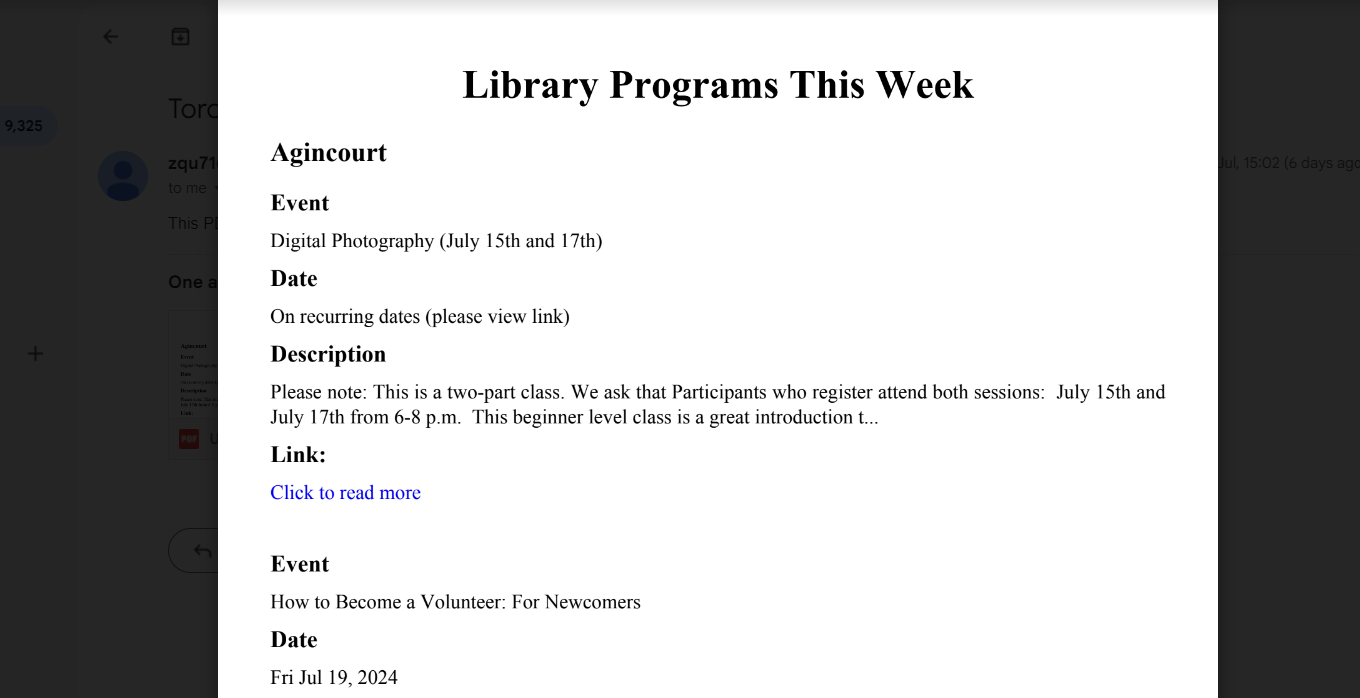 Library Programs This Week
Agincourt
Event
Digital Photography (July 15th and 17th)
Date
On recurring dates (please view link)
Description
Please note: This is a two-part class. We ask that Participants who register attend both sessions:  July 15th and
July 17th from 6-8 p.m.  This beginner level class is a great introduction t...
Link:
Click to read more
Event
How to Become a Volunteer: For Newcomers
Date
Fri Jul 19, 2024
9,325
Torc
zqu71
to me
Jul, 15:02 (6 days ago
This P
One a
PDF